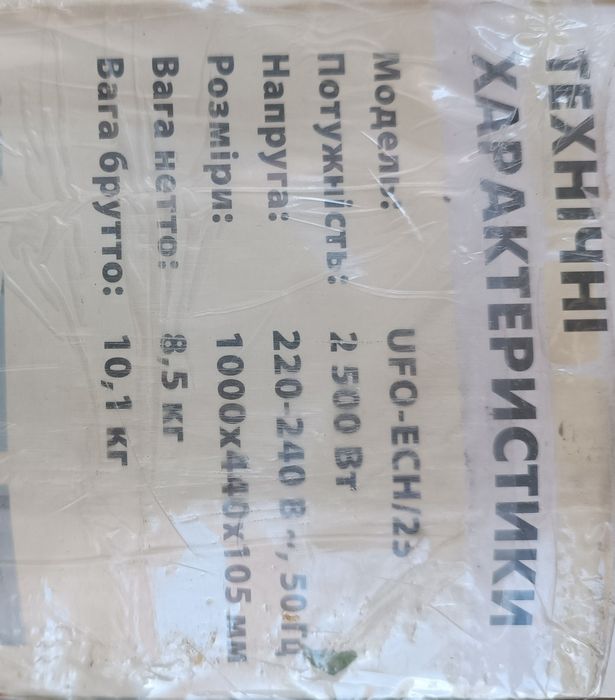 ТЕХНІЧНІ
ХАРАКТЕРИСТИКИ
Модель: UFO-ECH/25
Потужність: 2 500 Вт
Напруга: 220-240 В ~, 50 Гц
Розміри: 1000х440х105 мм
Вага нетто: 8,5 кг
Вага брутто: 10,1 кг